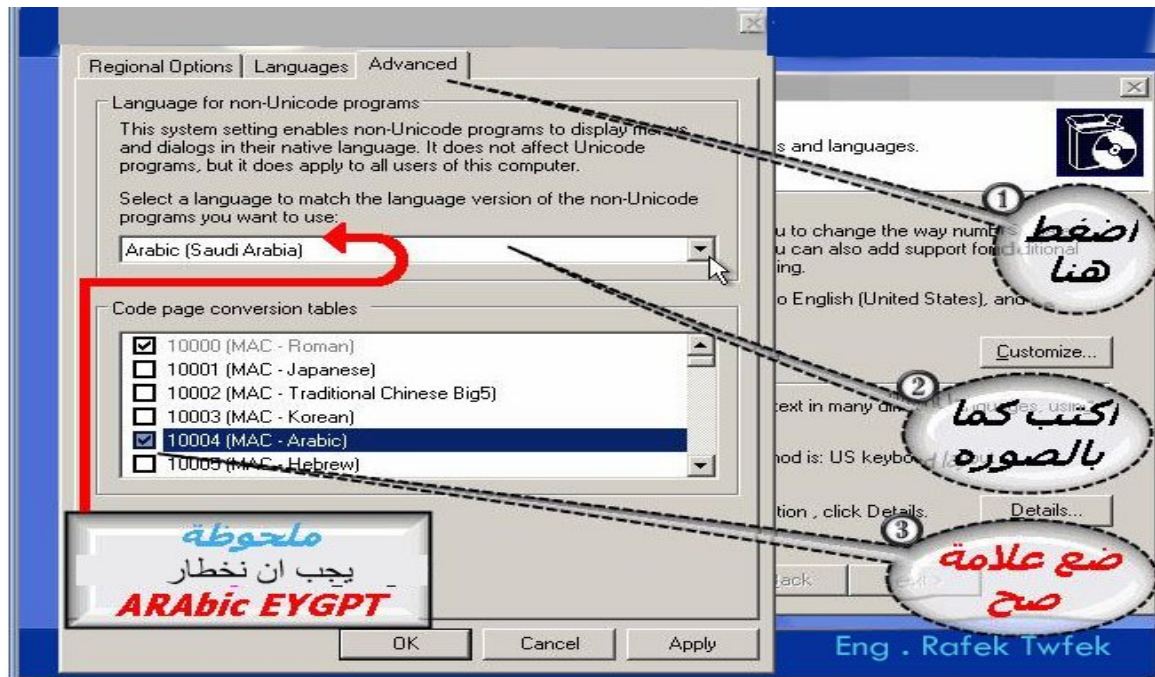 Regional Options
Languages
Advanced
Language for non-Unicode programs
This system setting enables non-Unicode programs to display menus
and dialogs in their native language. It does not affect Unicode
programs, but it does apply to all users of this computer.
Select a language to match the language version of the non-Unicode
programs you want to use:
Arabic (Saudi Arabia)
Code page conversion tables
10000 (MAC - Roman)
10001 (MAC - Japanese)
10002 (MAC - Traditional Chinese Big5)
10003 (MAC - Korean)
10004 (MAC - Arabic)
10005 (MAC - Hebrew)
ملحوظة
يجب ان نخطار
ARAbic EYGPT
OK
Cancel
Apply
s and languages.
1
اضغط
هنا
u to change the way num
u can also add support for
ing.
o English (United States), and
Customize...
2
اكتب كما
بالصوره
text in many
nod is: US keybo
tion , click Details.
Details...
3
ضع علامة
صح
Eng . Rafek Twfek